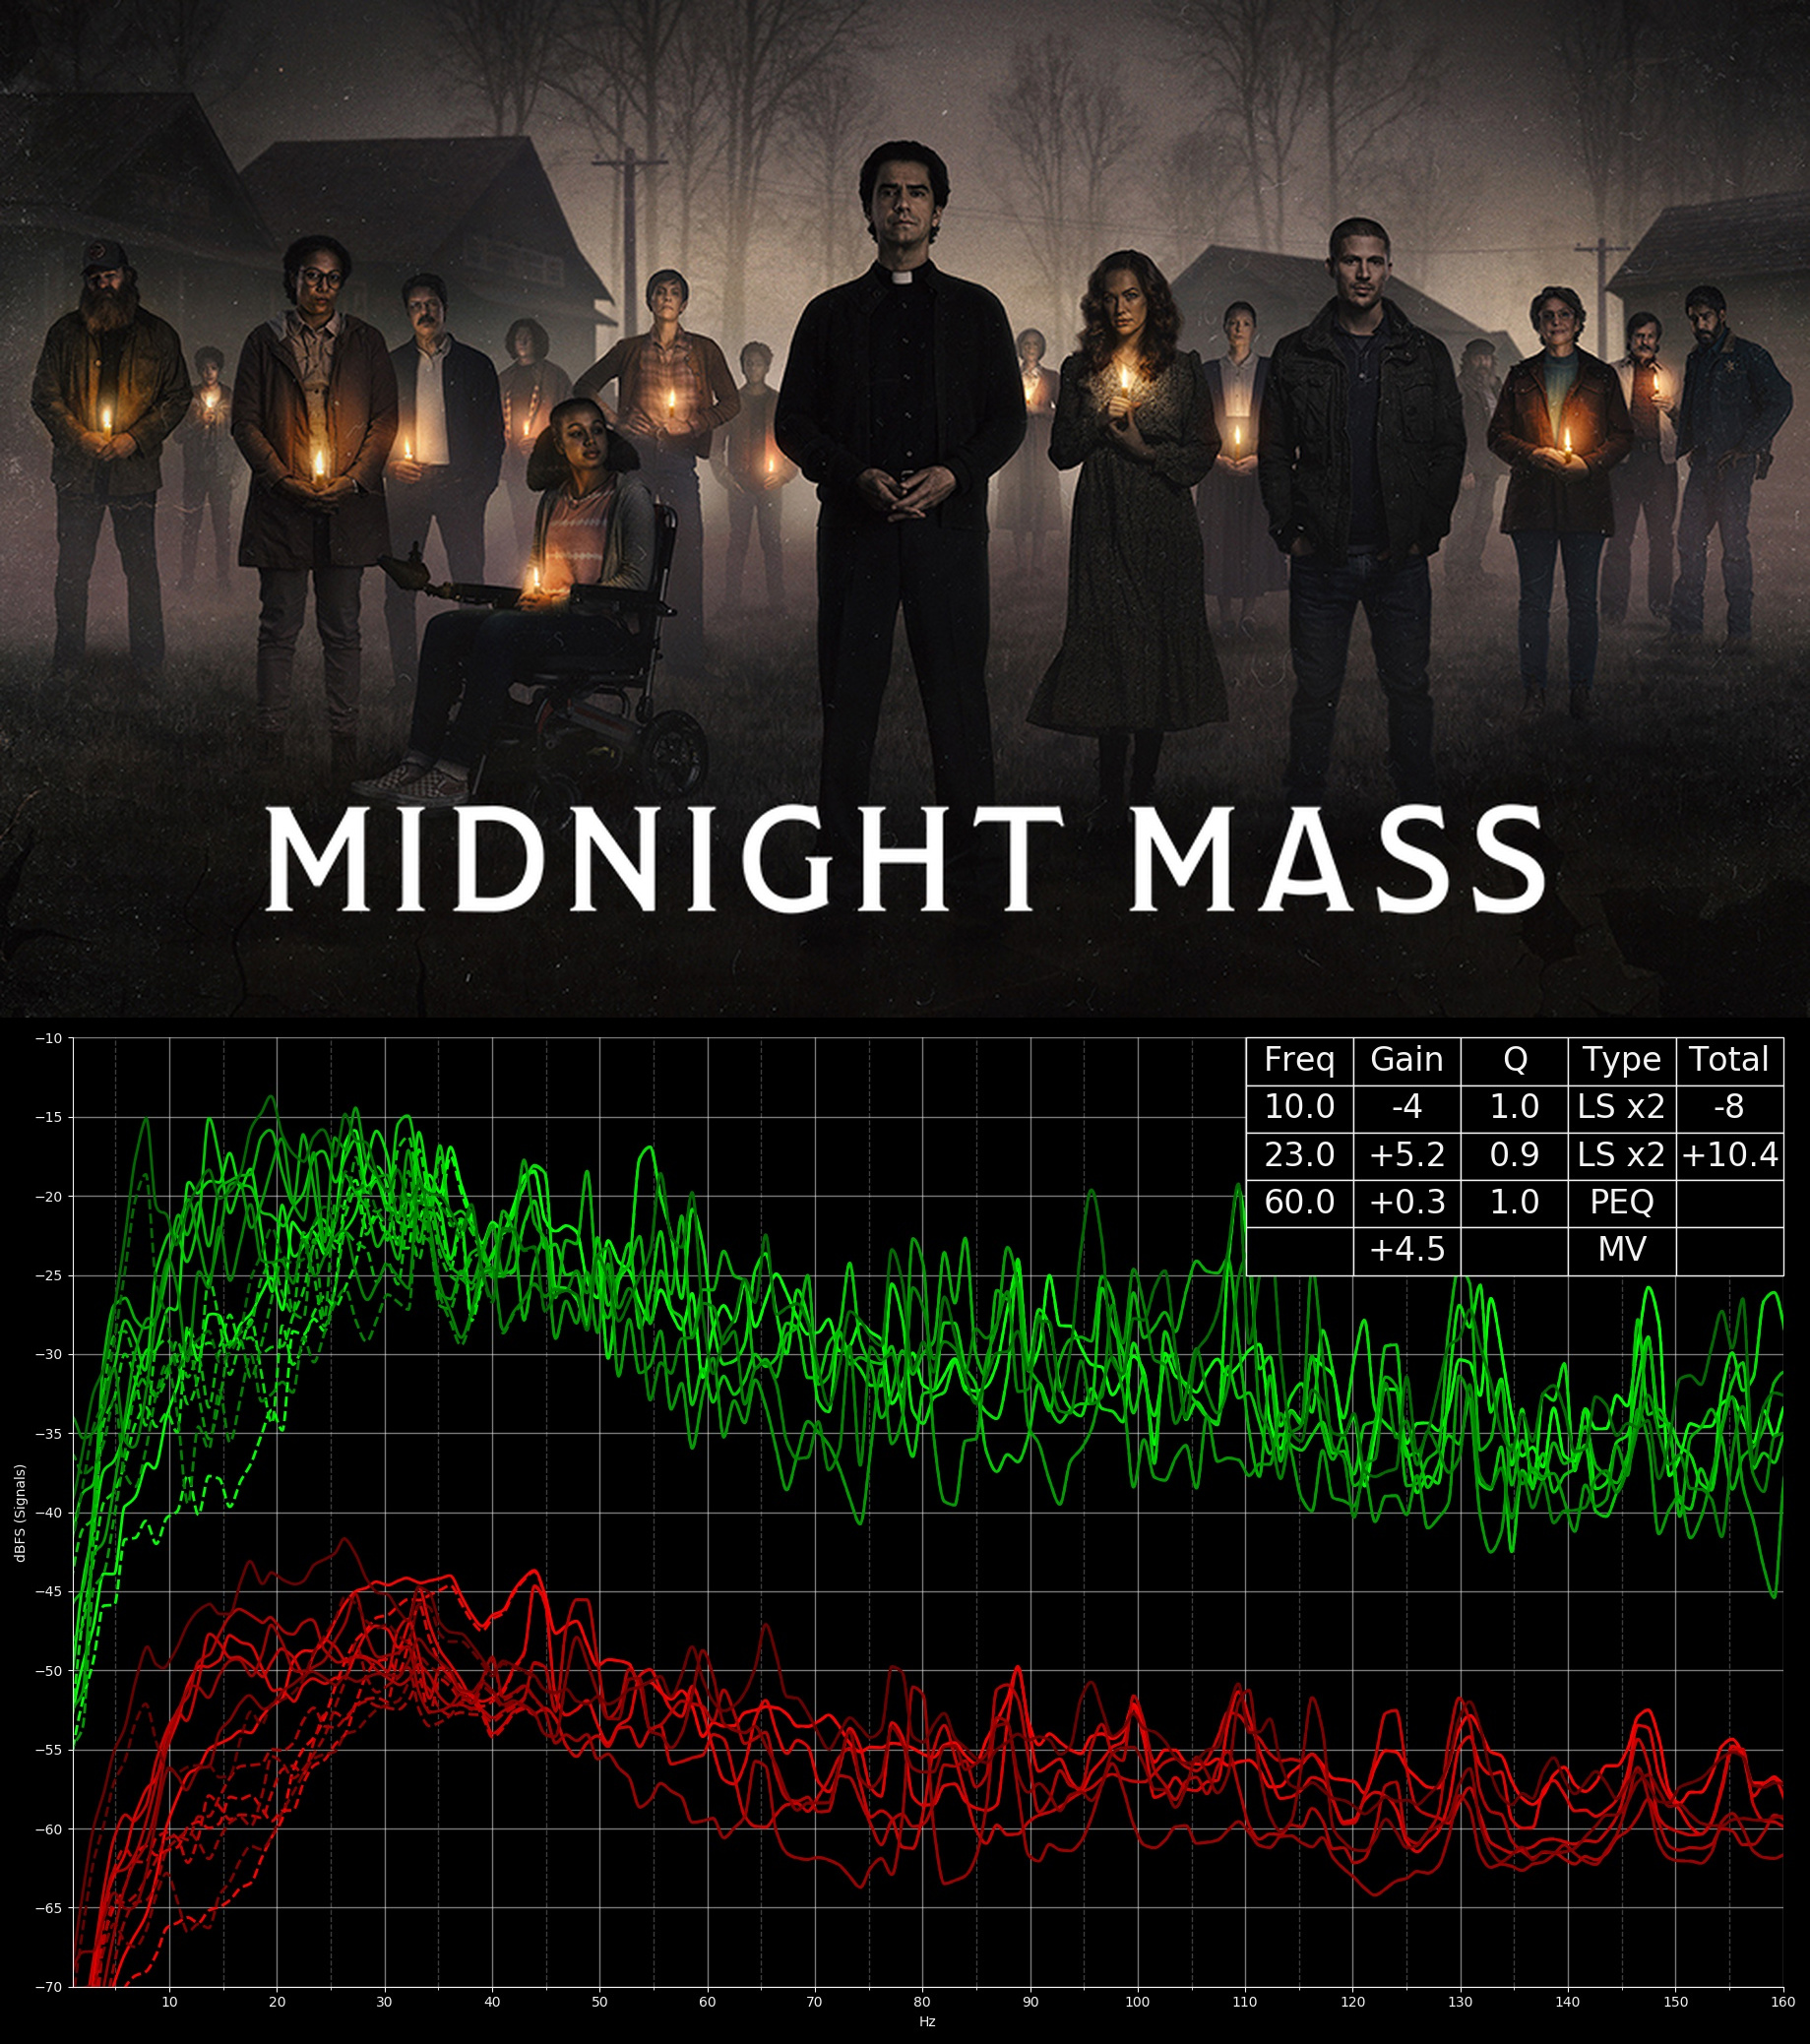 MIDNIGHT MASS
Freq Gain Q Type Total
10.0 -4 1.0 LS x2 -8
23.0 +5.2 0.9 LS x2 +10.4
60.0 +0.3 1.0 PEQ
+4.5 MV
−10
−15
−20
−25
−30
−35
−40
−45
−50
−55
−60
−65
−70
dBFS (Signals)
10 20 30 40 50 60 70 80 90 100 110 120 130 140 150 160
Hz